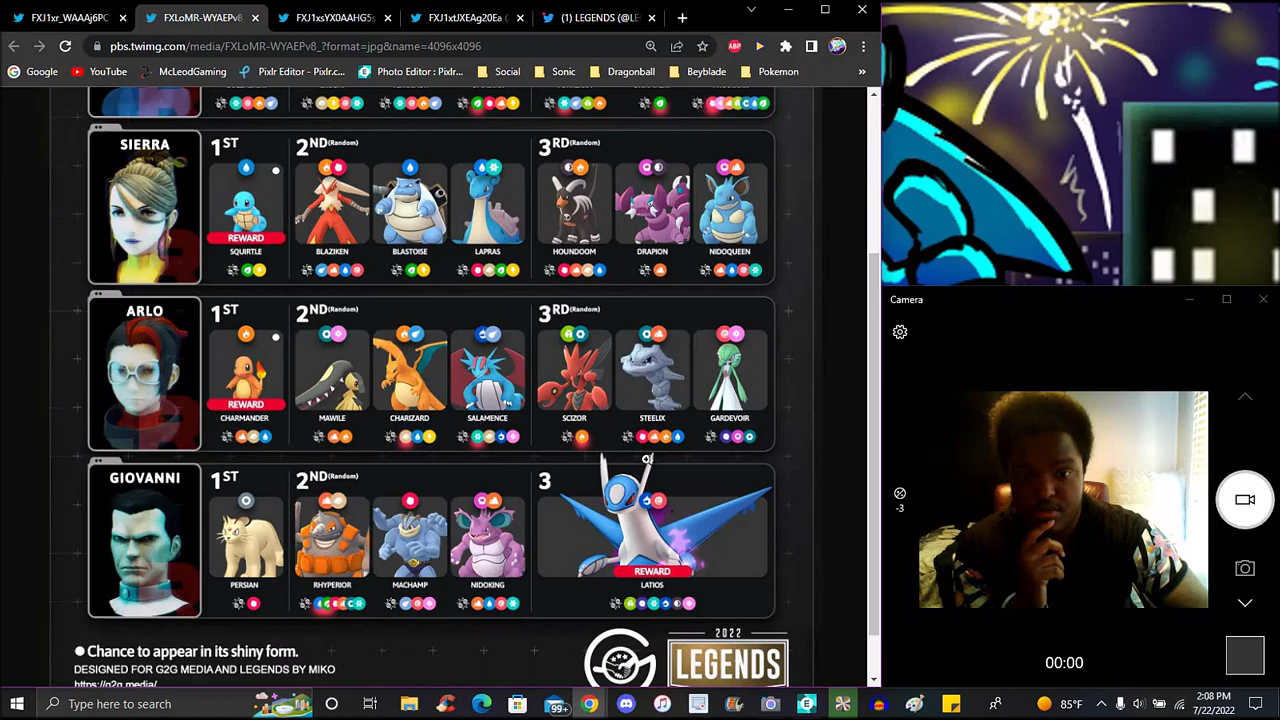 FXJ1xr_WAAAj6PC
FXLoMR-WYAEPv8
FXJ1xsYX0AAHG5s
FXJ1xtJXEAg20Ea (
(1) LEGENDS (@LE
pbs.twimg.com/media/FXLoMR-WYAEPv8_?format=jpg&name=4096x4096
ABP
Google
YouTube
McLeodGaming
Pixlr Editor - Pixlr.c...
Photo Editor : Pixlr...
Social
Sonic
Dragonball
Beyblade
Pokemon
»
SIERRA
1ST
2ND(Random)
3RD(Random)
REWARD
SQUIRTLE
BLAZIKEN
BLASTOISE
LAPRAS
HOUNDOOM
DRAPION
NIDOQUEEN
ARLO
1ST
2ND(Random)
3RD(Random)
REWARD
CHARMANDER
MAWILE
CHARIZARD
SALAMENCE
SCIZOR
STEELIX
GARDEVOIR
GIOVANNI
1ST
2ND(Random)
3
REWARD
PERSIAN
RHYPERIOR
MACHAMP
NIDOKING
LATIOS
Chance to appear in its shiny form.
DESIGNED FOR G2G MEDIA AND LEGENDS BY MIKO
https://g2g.media/
2022
LEGENDS
Camera
-3
00:00
Type here to search
99+
85°F
2:08 PM
7/22/2022